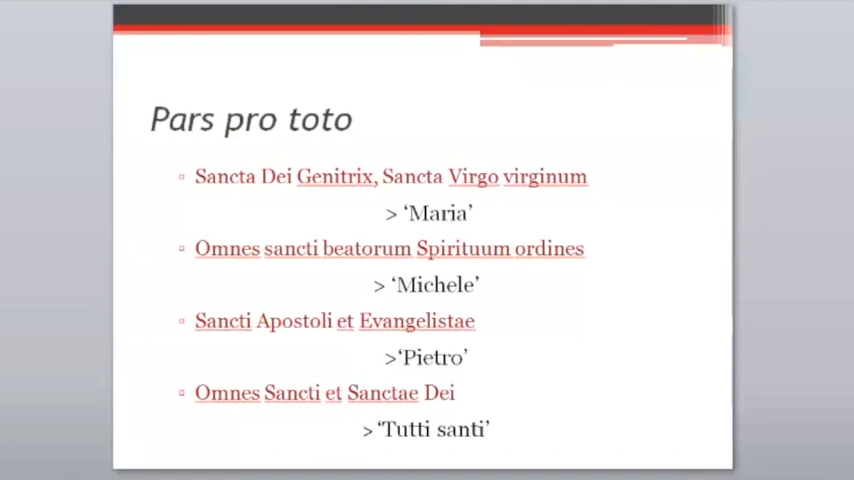 Pars pro toto
Sancta Dei Genitrix, Sancta Virgo virginum
> ‘Maria’
Omnes sancti beatorum Spirituum ordines
> ‘Michele’
Sancti Apostoli et Evangelistae
>‘Pietro’
Omnes Sancti et Sanctae Dei
> ‘Tutti santi’